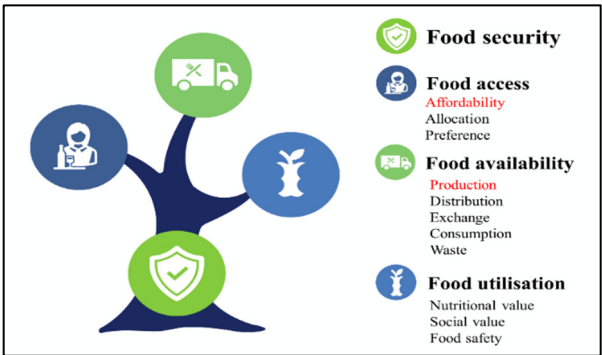 Food security
Food access
Affordability
Allocation
Preference
Food availability
Production
Distribution
Exchange
Consumption
Waste
Food utilisation
Nutritional value
Social value
Food safety